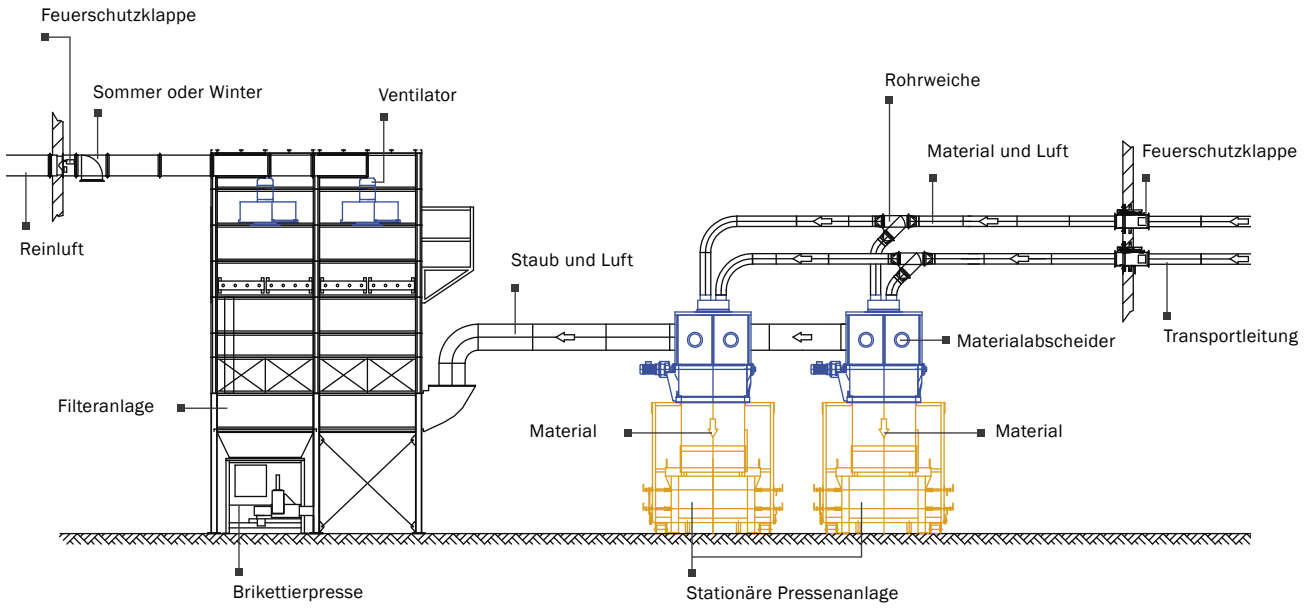 Feuerschutzklappe
Sommer oder Winter
Ventilator
Rohrweiche
Material und Luft
Feuerschutzklappe
Reinluft
Staub und Luft
Transportleitung
Materialabscheider
Filteranlage
Material
Material
Brikettierpresse
Stationäre Pressenanlage